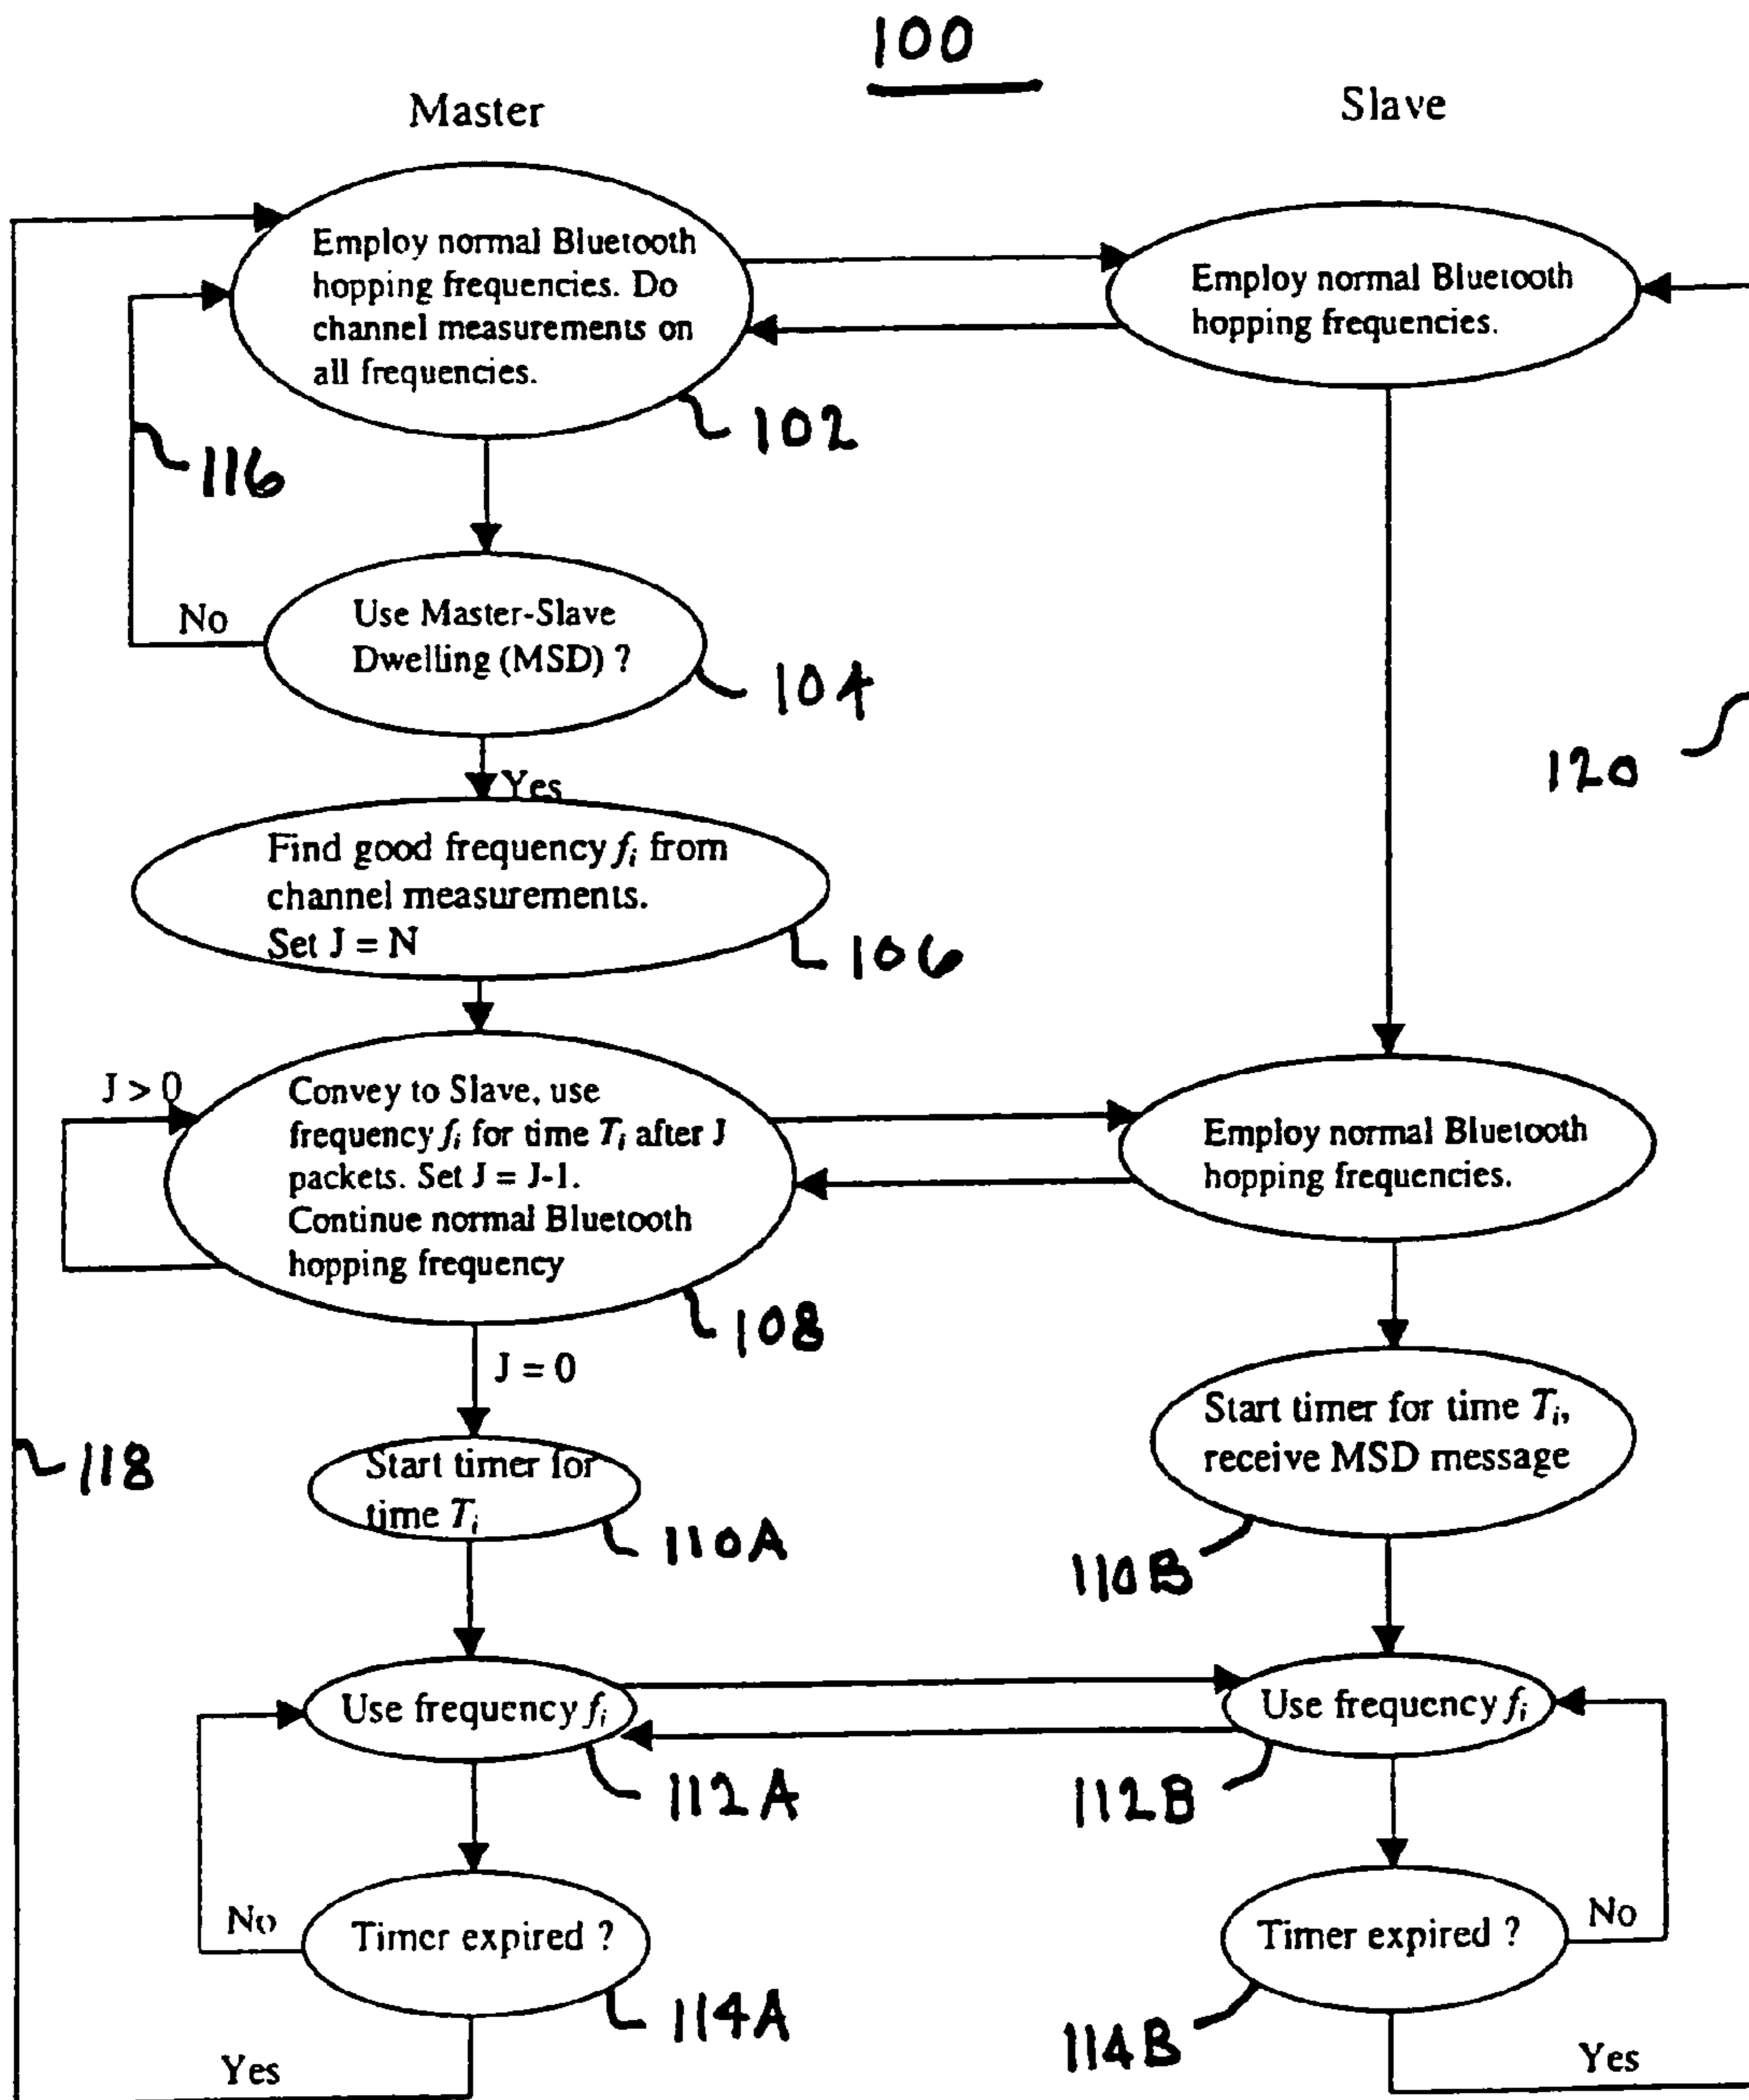 100
Master
Slave
Employ normal Bluetooth
hopping frequencies. Do
channel measurements on
all frequencies.
102
Employ normal Bluetooth
hopping frequencies.
116
No
Use Master-Slave
Dwelling (MSD) ?
104
120
Yes
Find good frequency fᵢ from
channel measurements.
Set J = N
106
J > 0
Convey to Slave, use
frequency fᵢ for time Tᵢ after J
packets. Set J = J-1.
Continue normal Bluetooth
hopping frequency
108
Employ normal Bluetooth
hopping frequencies.
J = 0
118
Start timer for
time Tᵢ
110A
Start timer for time Tᵢ,
receive MSD message
110B
Use frequency fᵢ
112A
Use frequency fᵢ
112B
No
Timer expired ?
114A
Timer expired ?
No
114B
Yes
Yes